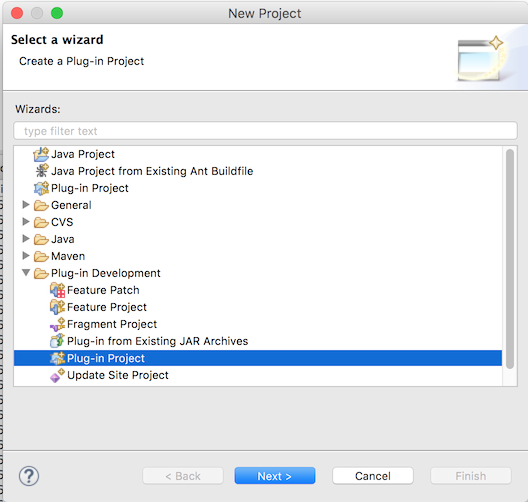 New Project
Select a wizard
Create a Plug-in Project
Wizards:
type filter text
Java Project
Java Project from Existing Ant Buildfile
Plug-in Project
General
CVS
Java
Maven
Plug-in Development
Feature Patch
Feature Project
Fragment Project
Plug-in from Existing JAR Archives
Plug-in Project
Update Site Project
? < Back Next > Cancel Finish